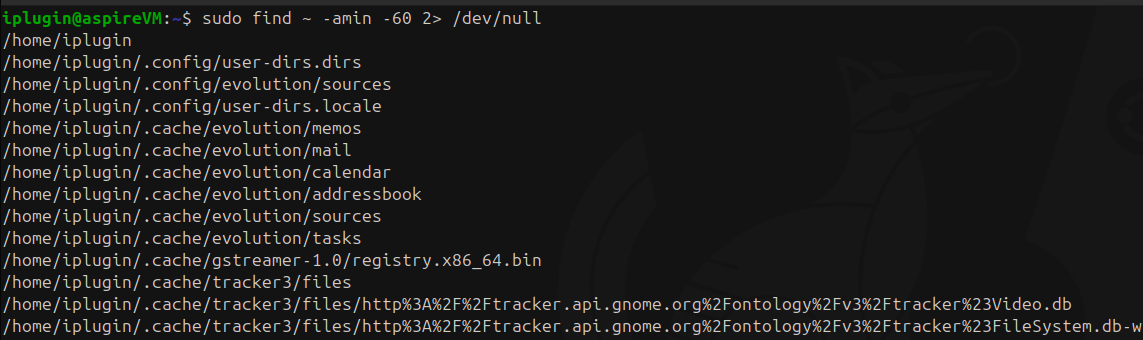 iplugin@aspireVM:~$ sudo find ~ -amin -60 2> /dev/null
/home/iplugin
/home/iplugin/.config/user-dirs.dirs
/home/iplugin/.config/evolution/sources
/home/iplugin/.config/user-dirs.locale
/home/iplugin/.cache/evolution/memos
/home/iplugin/.cache/evolution/mail
/home/iplugin/.cache/evolution/calendar
/home/iplugin/.cache/evolution/addressbook
/home/iplugin/.cache/evolution/sources
/home/iplugin/.cache/evolution/tasks
/home/iplugin/.cache/gstreamer-1.0/registry.x86_64.bin
/home/iplugin/.cache/tracker3/files
/home/iplugin/.cache/tracker3/files/http%3A%2F%2Ftracker.api.gnome.org%2Fontology%2Fv3%2Ftracker%23Video.db
/home/iplugin/.cache/tracker3/files/http%3A%2F%2Ftracker.api.gnome.org%2Fontology%2Fv3%2Ftracker%23FileSystem.db-w